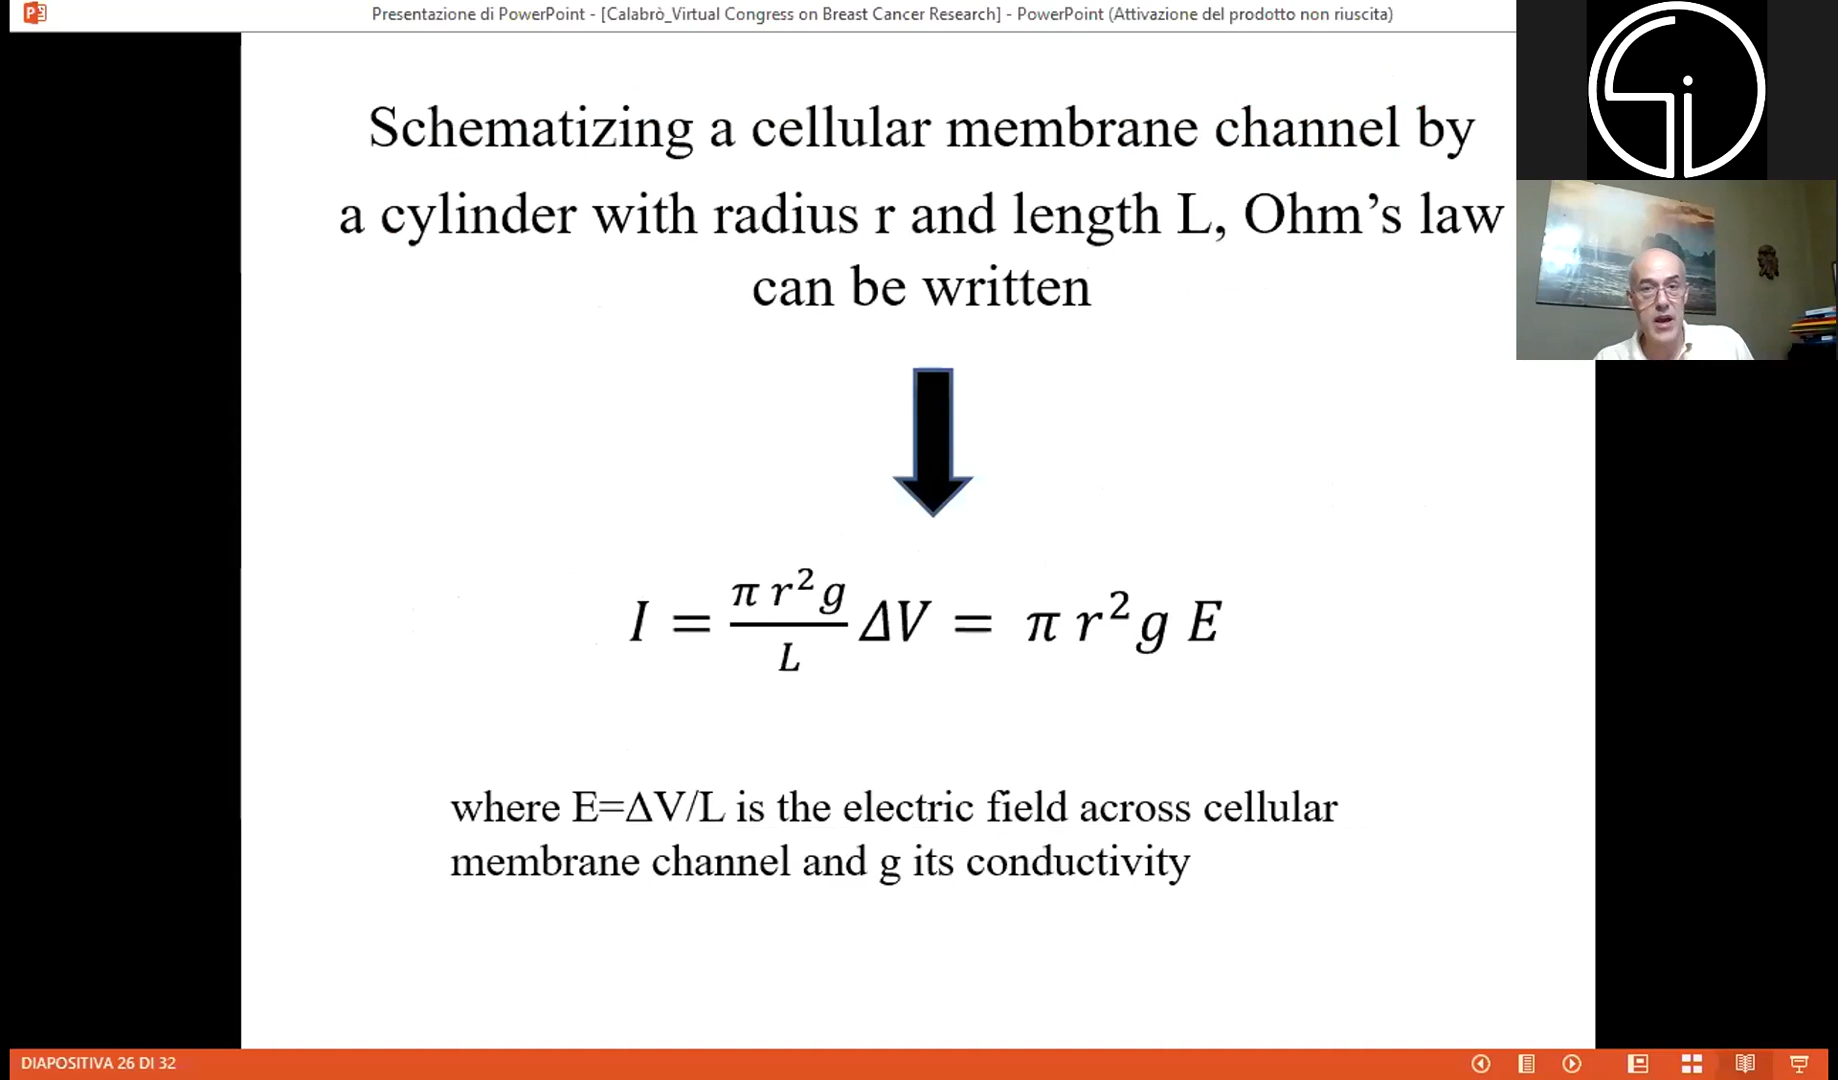 Presentazione di PowerPoint - [Calabrò_Virtual Congress on Breast Cancer Research] - PowerPoint (Attivazione del prodotto non riuscita)
Schematizing a cellular membrane channel by
a cylinder with radius r and length L, Ohm’s law
can be written
I = π r² g / L ΔV = π r² g E
where E=ΔV/L is the electric field across cellular
membrane channel and g its conductivity
DIAPOSITIVA 26 DI 32